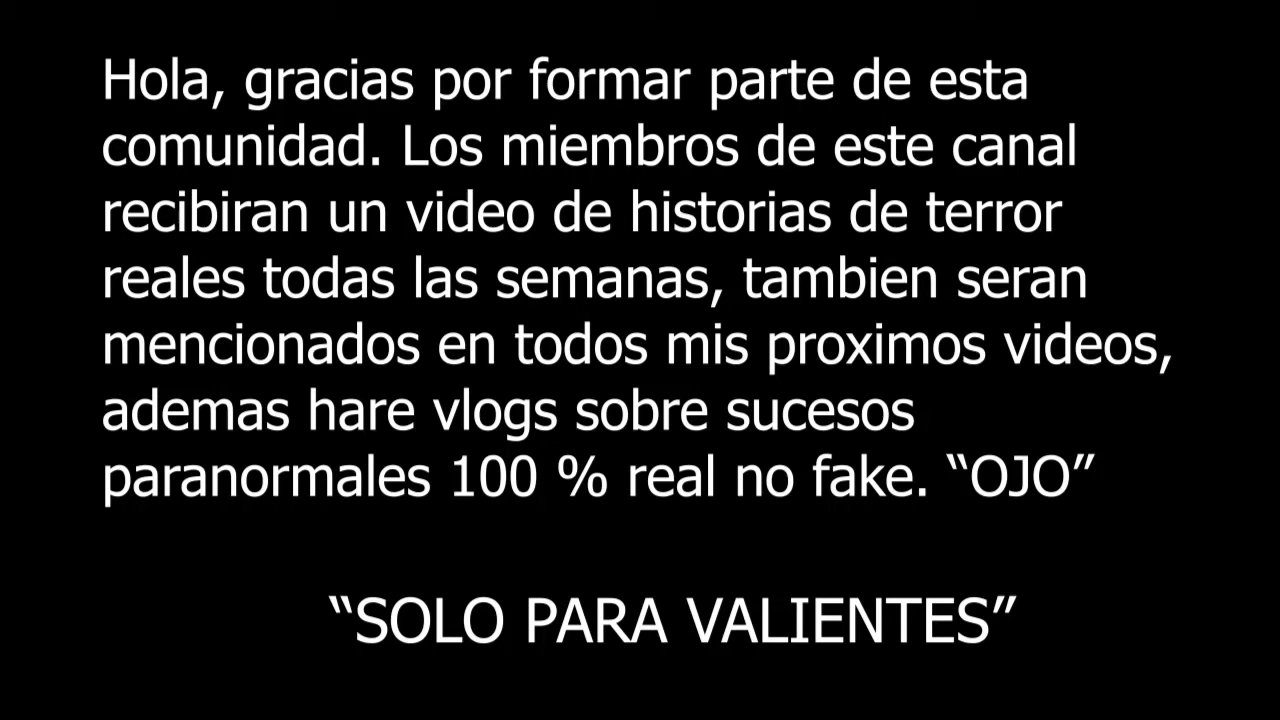 Hola, gracias por formar parte de esta
comunidad. Los miembros de este canal
recibiran un video de historias de terror
reales todas las semanas, tambien seran
mencionados en todos mis proximos videos,
ademas hare vlogs sobre sucesos
paranormales 100 % real no fake. “OJO”
“SOLO PARA VALIENTES”